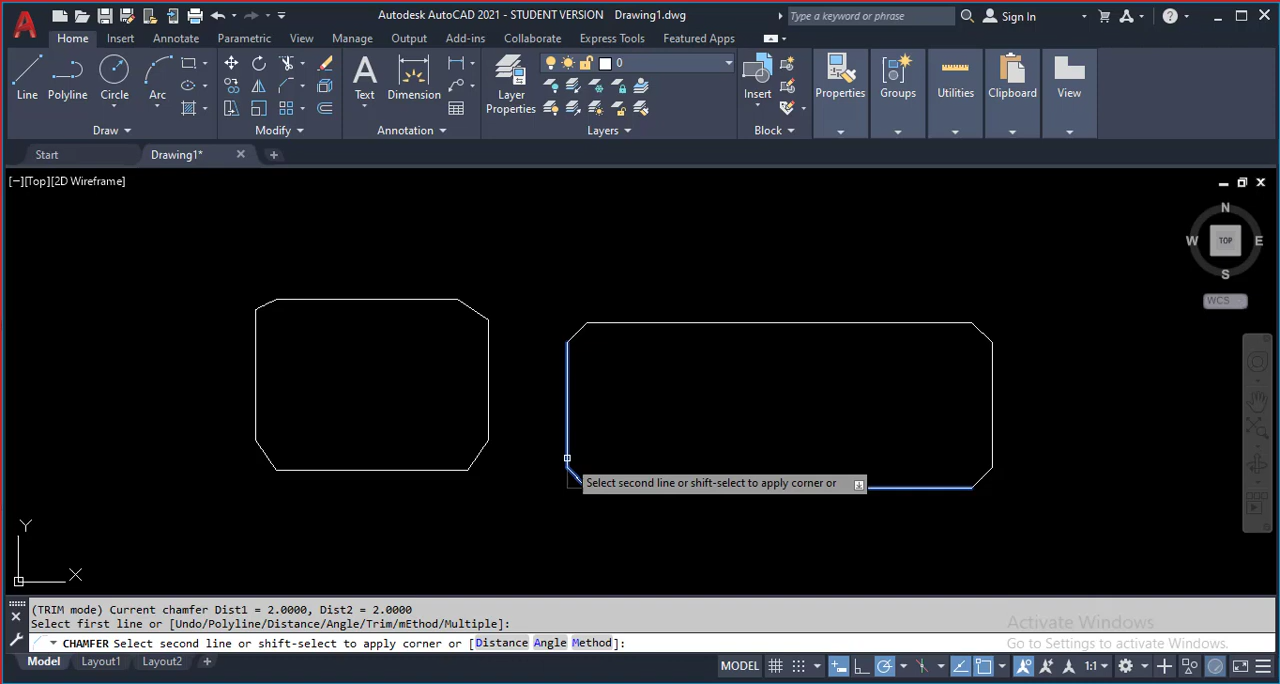 Autodesk AutoCAD 2021 - STUDENT VERSION Drawing1.dwg
Type a keyword or phrase
Sign In
Home Insert Annotate Parametric View Manage Output Add-ins Collaborate Express Tools Featured Apps
0
Line Polyline Circle Arc
Text Dimension
Layer Properties
Insert
Properties Groups Utilities Clipboard View
Draw Modify Annotation Layers Block
Start Drawing1*
[−][Top][2D Wireframe]
N
W TOP E
S
WCS
Select second line or shift-select to apply corner or
Y
X
(TRIM mode) Current chamfer Dist1 = 2.0000, Dist2 = 2.0000
Select first line or [Undo/Polyline/Distance/Angle/Trim/mEthod/Multiple]:
CHAMFER Select second line or shift-select to apply corner or [Distance Angle Method]:
Activate Windows
Go to Settings to activate Windows.
Model Layout1 Layout2 +
MODEL 1:1